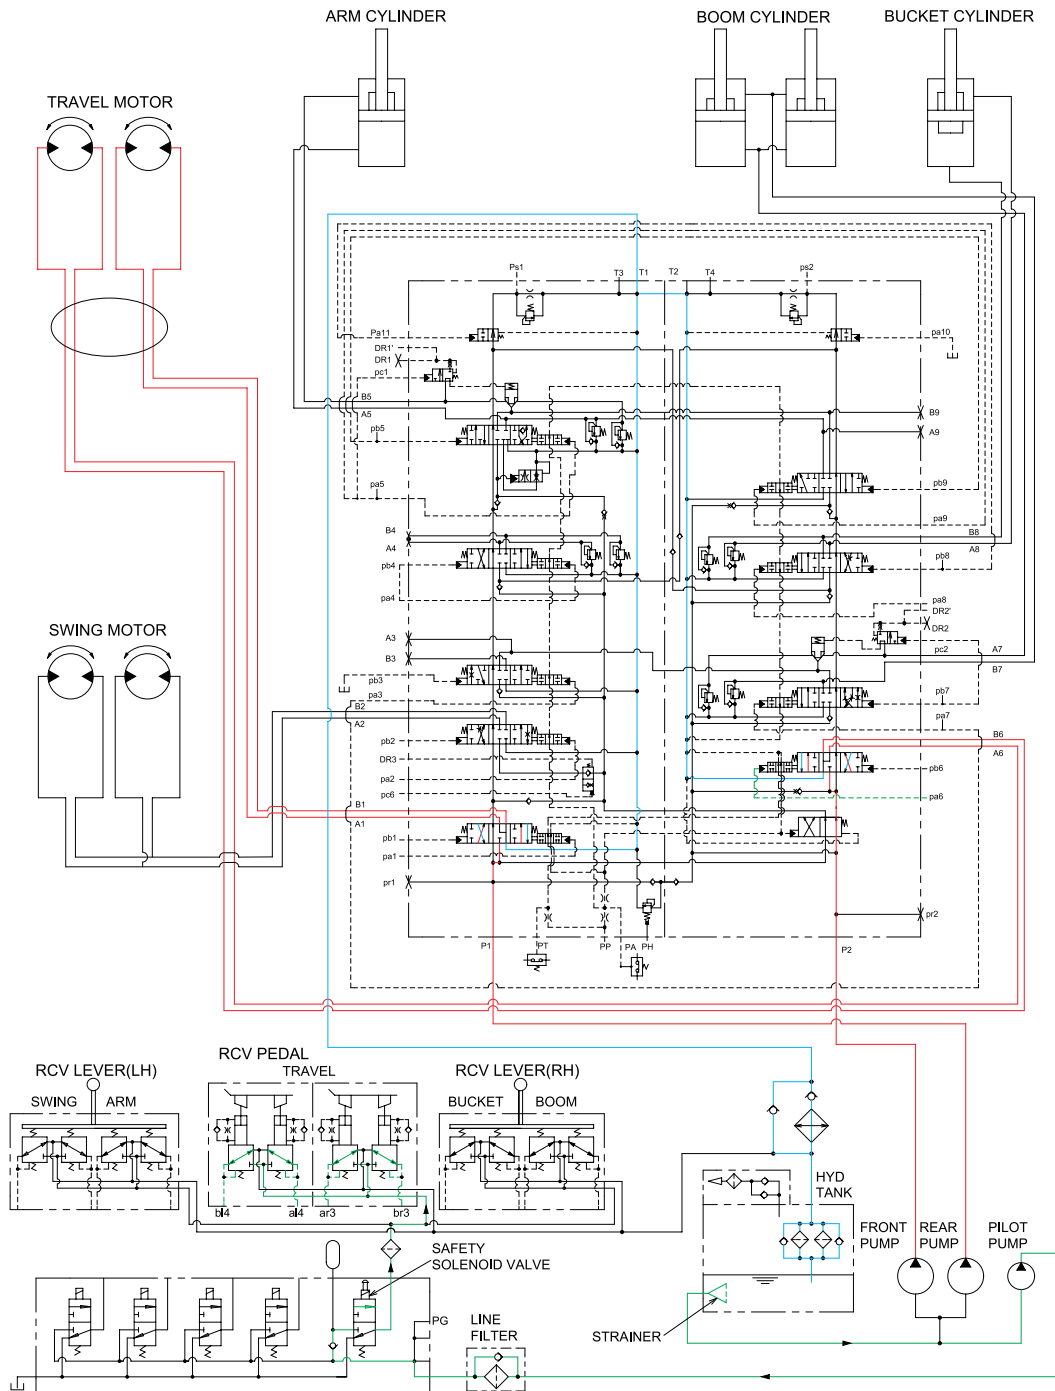 ARM CYLINDER
BOOM CYLINDER
BUCKET CYLINDER
TRAVEL MOTOR
Ps1
T3
T1
T2
T4
ps2
Pa11
pa10
DR1'
DR1
pc1
B5
A5
B9
A9
pb5
pa5
pb9
pa9
B4
A4
B8
A8
pb4
pb8
pa4
pa8
DR2'
DR2
SWING MOTOR
A3
B3
pc2
A7
B7
pb3
pa3
pb7
B2
A2
pa7
pb2
B6
A6
DR3
pa2
pb6
pc6
pa6
B1
A1
pb1
pa1
pr1
pr2
P1
PT
PP
PA
PH
P2
RCV LEVER(LH)
RCV PEDAL
TRAVEL
RCV LEVER(RH)
SWING
ARM
BUCKET
BOOM
HYD
TANK
bl4
al4
ar3
br3
FRONT
PUMP
REAR
PUMP
PILOT
PUMP
SAFETY
SOLENOID VALVE
PG
LINE
FILTER
STRAINER